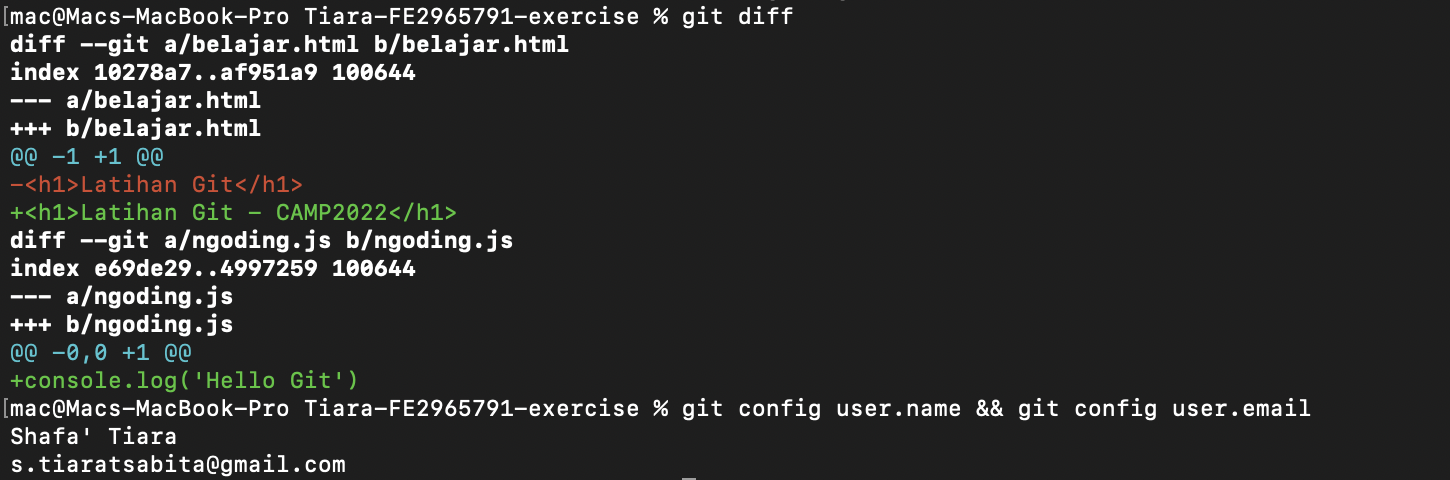 [mac@Macs-MacBook-Pro Tiara-FE2965791-exercise % git diff
diff --git a/belajar.html b/belajar.html
index 10278a7..af951a9 100644
--- a/belajar.html
+++ b/belajar.html
@@ -1 +1 @@
-<h1>Latihan Git</h1>
+<h1>Latihan Git - CAMP2022</h1>
diff --git a/ngoding.js b/ngoding.js
index e69de29..4997259 100644
--- a/ngoding.js
+++ b/ngoding.js
@@ -0,0 +1 @@
+console.log('Hello Git')
[mac@Macs-MacBook-Pro Tiara-FE2965791-exercise % git config user.name && git config user.email
Shafa' Tiara
s.tiaratsabita@gmail.com